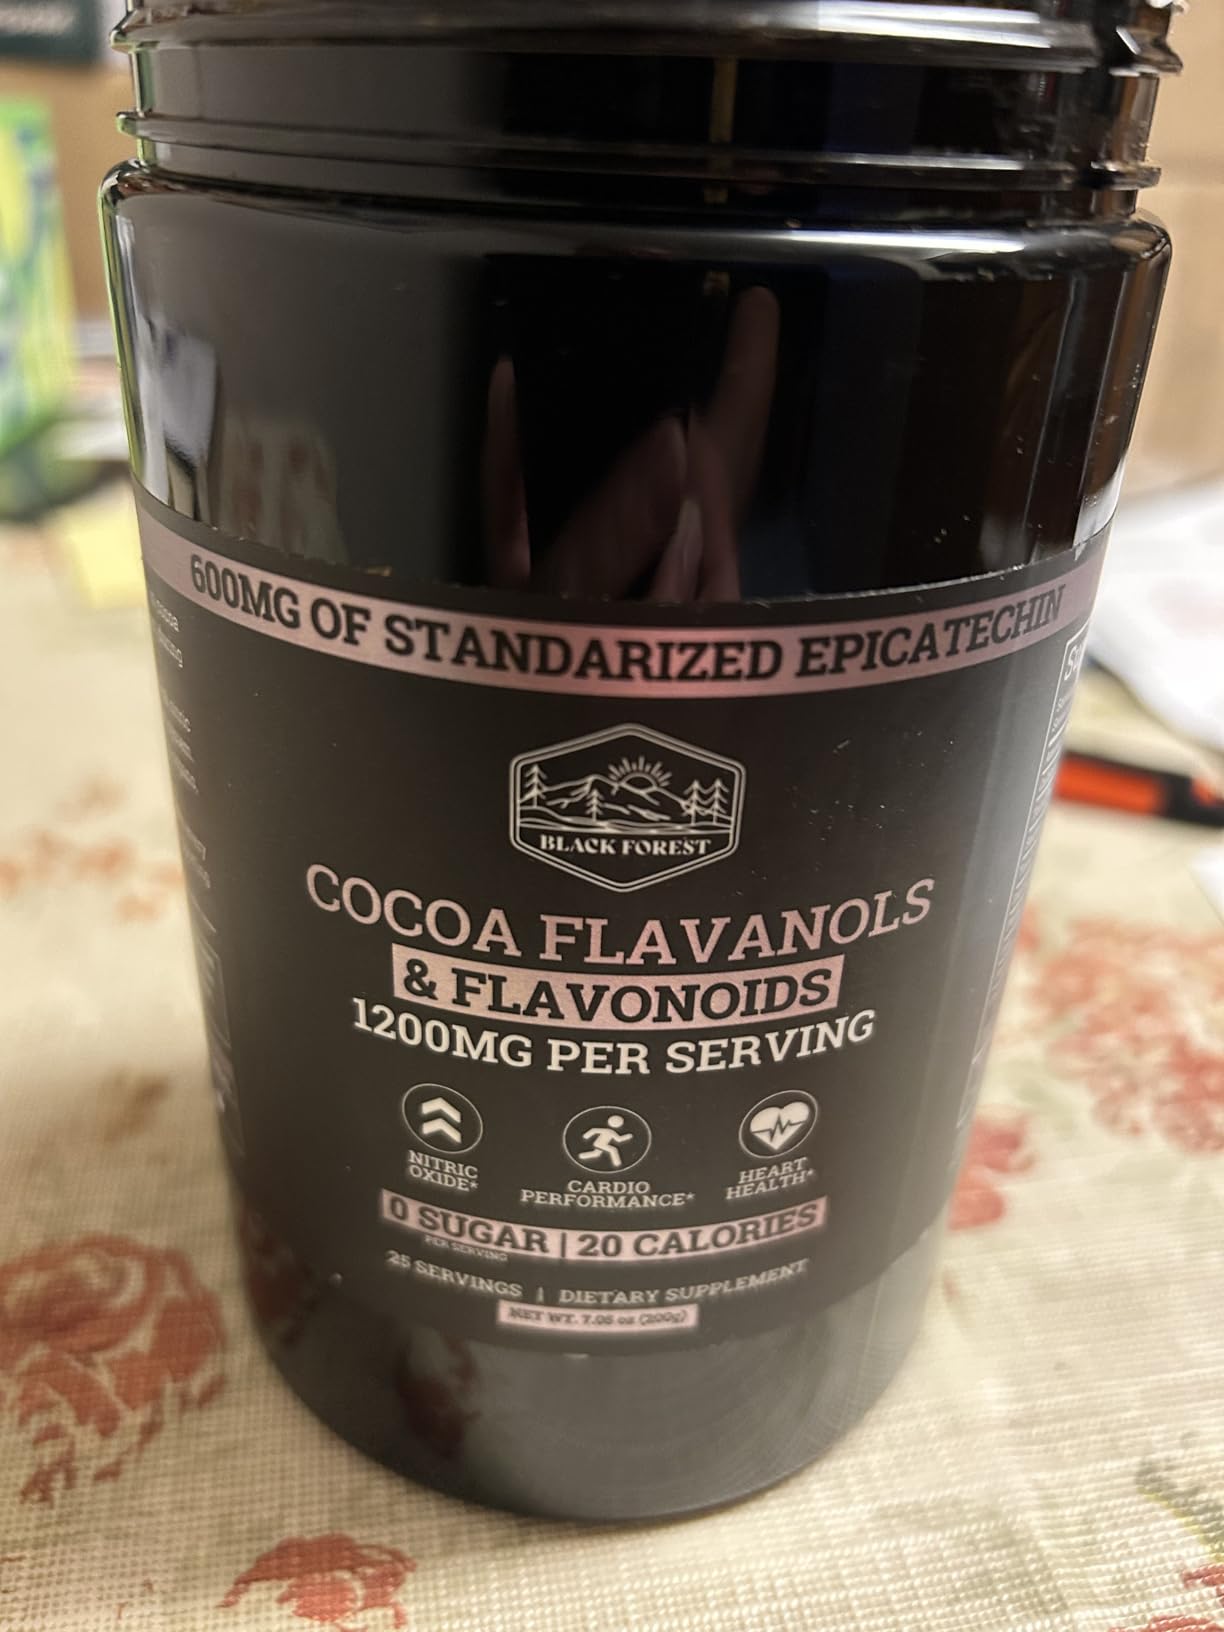 600MG OF STANDARIZED EPICATECHIN
BLACK FOREST
COCOA FLAVANOLS
& FLAVONOIDS
1200MG PER SERVING
NITRIC
OXIDE*
CARDIO
PERFORMANCE*
HEART
HEALTH*
0 SUGAR | 20 CALORIES
PER SERVING
25 SERVINGS | DIETARY SUPPLEMENT
NET WT. 7.05 oz (200g)